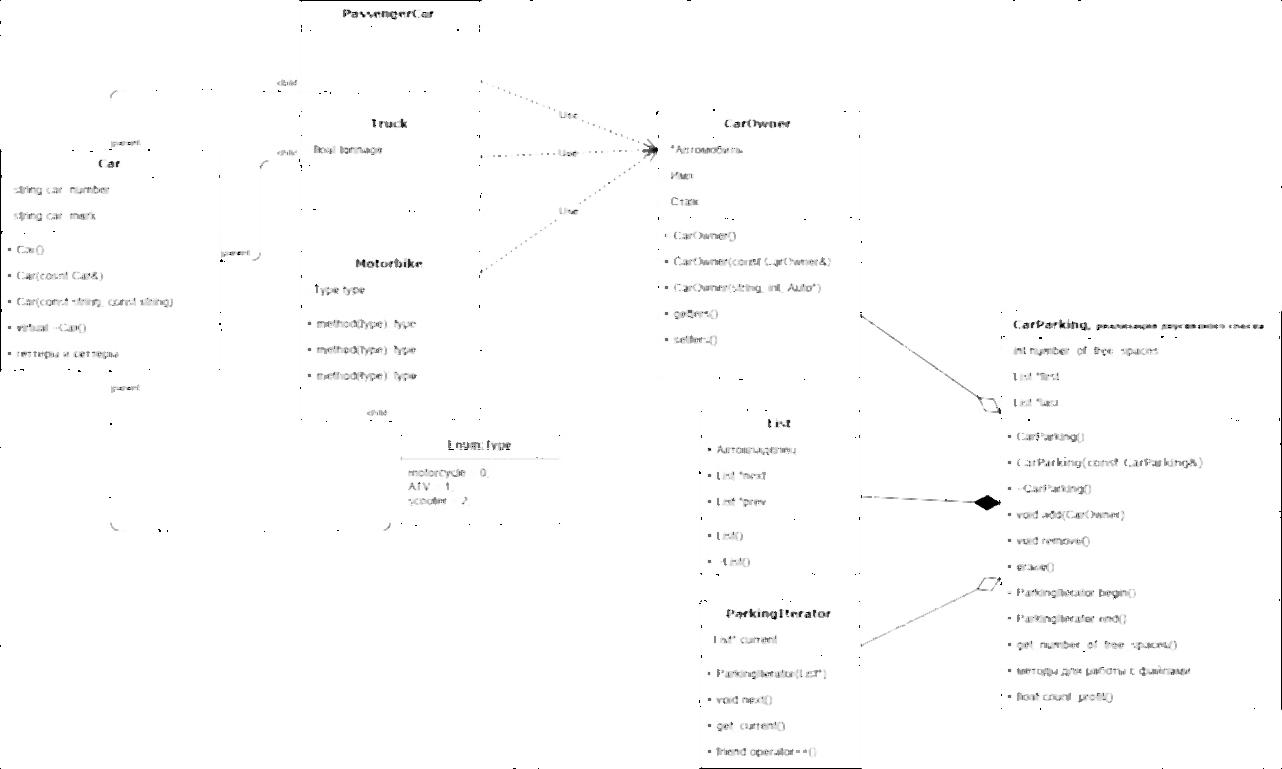 PassengerCar
child
Truck
float tonnage
child
Motorbike
Type type
+ method(type): type
+ method(type): type
+ method(type): type
child
parent
Car
string car_number
string car_mark
+ Car()
+ Car(cosnt Car&)
+ Car(const string, const string)
+ virtual ~Car()
+ геттеры и сеттеры
parent
parent
Enum:Type
motorcycle 0
ATV 1
scooter 2
Use
Use
Use
CarOwner
*Автомобиль
Имя
Стаж
+ CarOwner()
+ CarOwner(const CarOwner&)
+ CarOwner(string, int, Auto*)
+ getters()
+ setters()
List
+ Автовладелец
+ List *next
+ List *prev
+ List()
+ ~List()
ParkingIterator
List* current
+ ParkingIterator(List*)
+ void next()
+ get_current()
+ friend operator==()
CarParking, реализация двусвязного списка
int number_of_free_spaces
List *first
List *last
+ CarParking()
+ CarParking(const CarParking&)
+ ~CarParking()
+ void add(CarOwner)
+ void remove()
+ erase()
+ ParkingIterator begin()
+ ParkingIterator end()
+ get_number_of_free_spaces()
+ методы для работы с файлами
+ float count_profit()